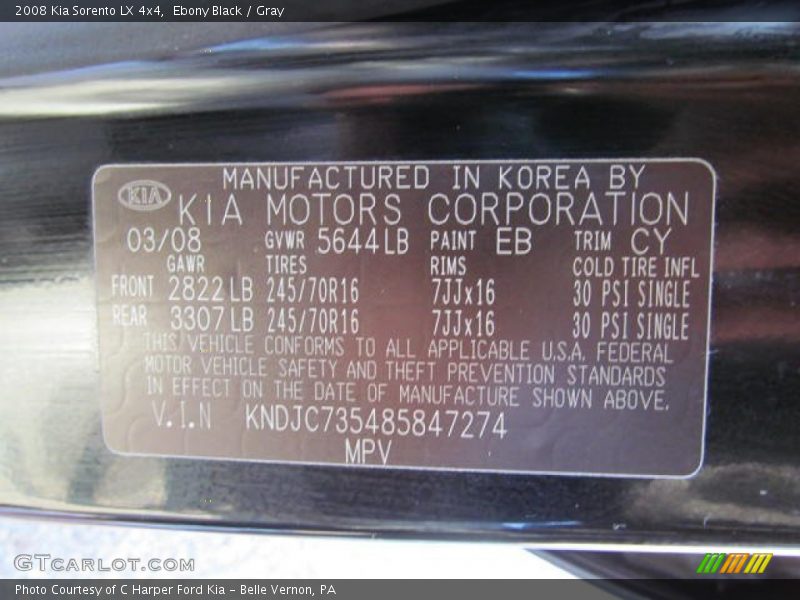 2008 Kia Sorento LX 4x4, Ebony Black / Gray
MANUFACTURED IN KOREA BY
KIA KIA MOTORS CORPORATION
03/08 GVWR 5644LB PAINT EB TRIM CY
GAWR TIRES RIMS COLD TIRE INFL
FRONT 2822LB 245/70R16 7JJx16 30 PSI SINGLE
REAR 3307LB 245/70R16 7JJx16 30 PSI SINGLE
THIS VEHICLE CONFORMS TO ALL APPLICABLE U.S.A. FEDERAL
MOTOR VEHICLE SAFETY AND THEFT PREVENTION STANDARDS
IN EFFECT ON THE DATE OF MANUFACTURE SHOWN ABOVE.
V.I.N KNDJC735485847274
MPV
GTCARLOT.COM
Photo Courtesy of C Harper Ford Kia - Belle Vernon, PA